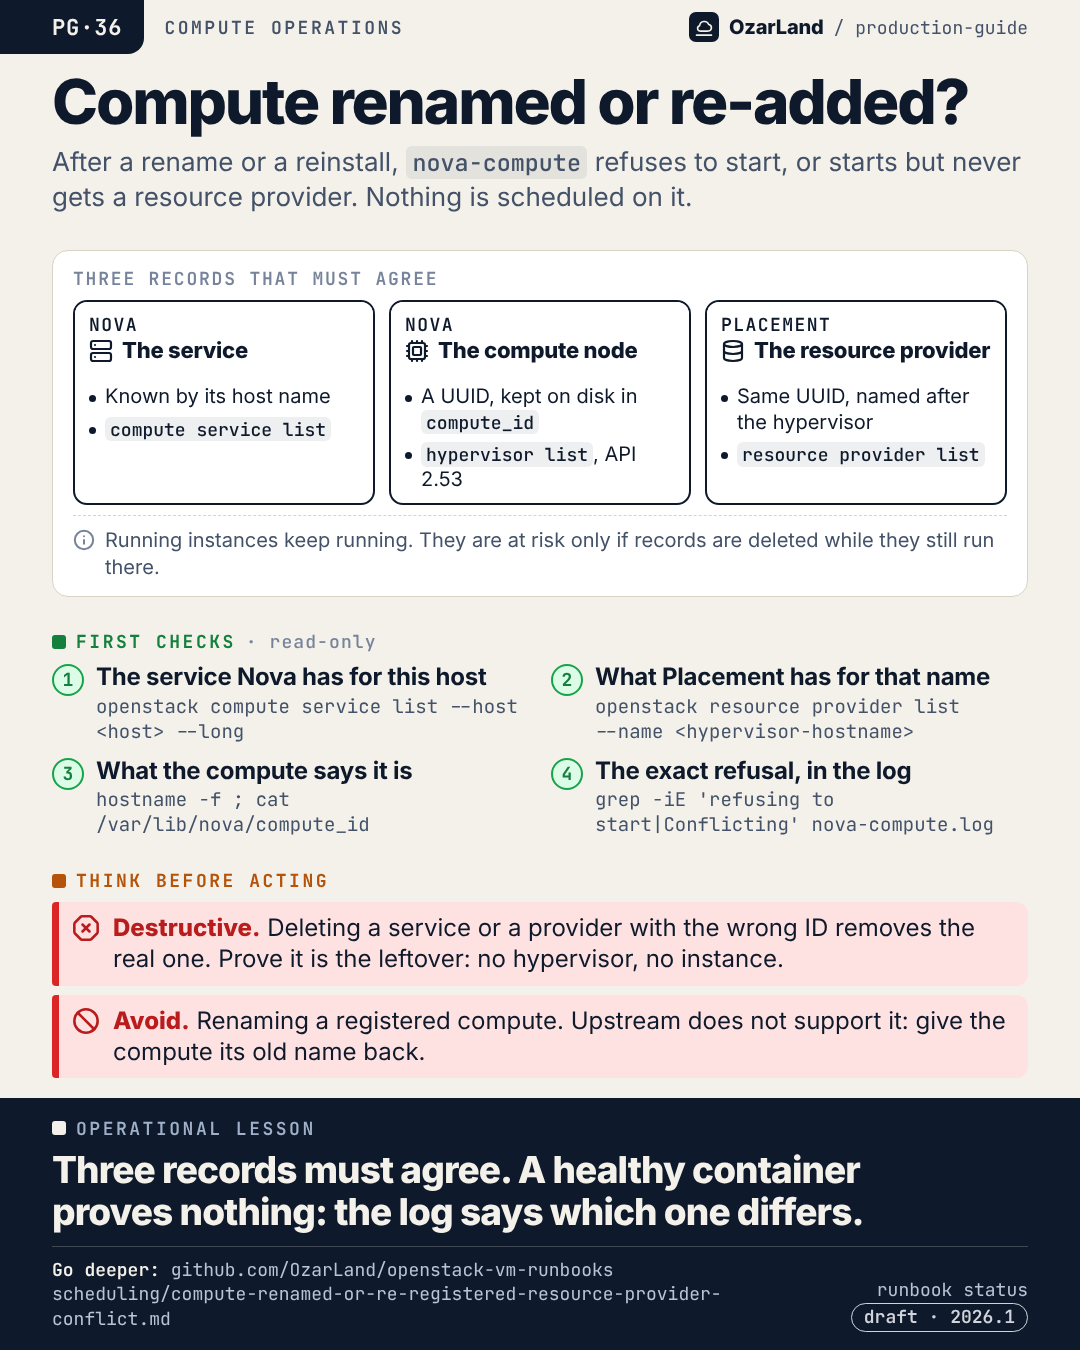 PG·36
COMPUTE OPERATIONS
OzarLand / production-guide
Compute renamed or re-added?
After a rename or a reinstall, nova-compute refuses to start, or starts but never
gets a resource provider. Nothing is scheduled on it.
THREE RECORDS THAT MUST AGREE
NOVA
The service
• Known by its host name
• compute service list
NOVA
The compute node
• A UUID, kept on disk in
compute_id
• hypervisor list, API
2.53
PLACEMENT
The resource provider
• Same UUID, named after
the hypervisor
• resource provider list
Running instances keep running. They are at risk only if records are deleted while they still run
there.
FIRST CHECKS · read-only
1 The service Nova has for this host
openstack compute service list --host
<host> --long
2 What Placement has for that name
openstack resource provider list
--name <hypervisor-hostname>
3 What the compute says it is
hostname -f ; cat
/var/lib/nova/compute_id
4 The exact refusal, in the log
grep -iE 'refusing to
start|Conflicting' nova-compute.log
THINK BEFORE ACTING
Destructive. Deleting a service or a provider with the wrong ID removes the
real one. Prove it is the leftover: no hypervisor, no instance.
Avoid. Renaming a registered compute. Upstream does not support it: give the
compute its old name back.
OPERATIONAL LESSON
Three records must agree. A healthy container
proves nothing: the log says which one differs.
Go deeper: github.com/OzarLand/openstack-vm-runbooks
scheduling/compute-renamed-or-re-registered-resource-provider-
conflict.md
runbook status
draft · 2026.1